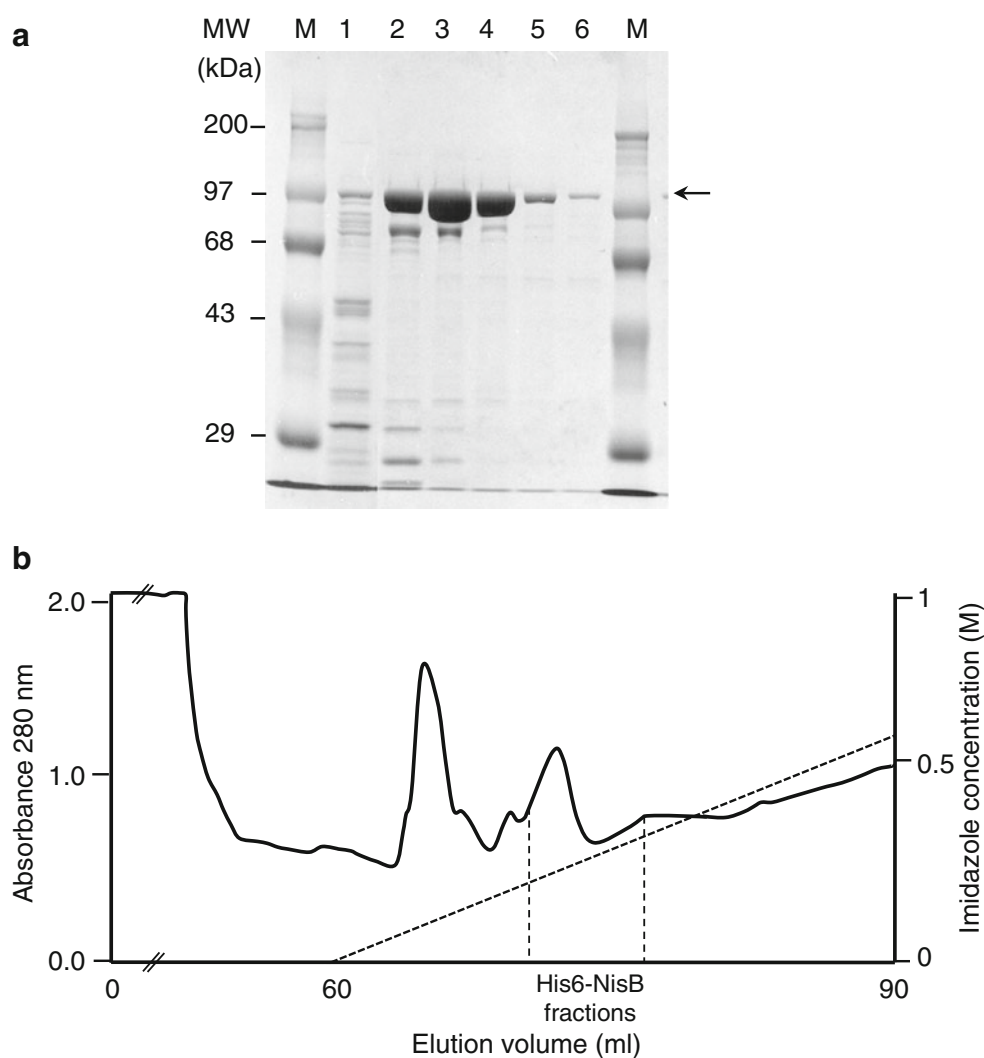 a
MW M 1 2 3 4 5 6 M
(kDa)
200
97
68
43
29
b
2.0
1.0
0.0
Absorbance 280 nm
1
0.5
0
Imidazole concentration (M)
0 60 90
His6-NisB
fractions
Elution volume (ml)